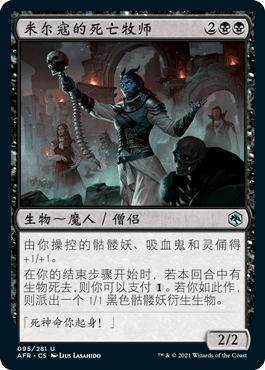 米尔寇的死亡牧师 2
生物～魔人／僧侣
由你操控的骷髅妖、吸血鬼和灵俑得
+1/+1。
在你的结束步骤开始时，若本回合中有
生物死去，则你可以支付1。若你如此作，
则派出一个1/1黑色骷髅妖衍生生物。
「死神命你起身！」
2/2
095/281 U
AFR • CS LIUS LASAHIDO
™ & © 2021 Wizards of the Coast